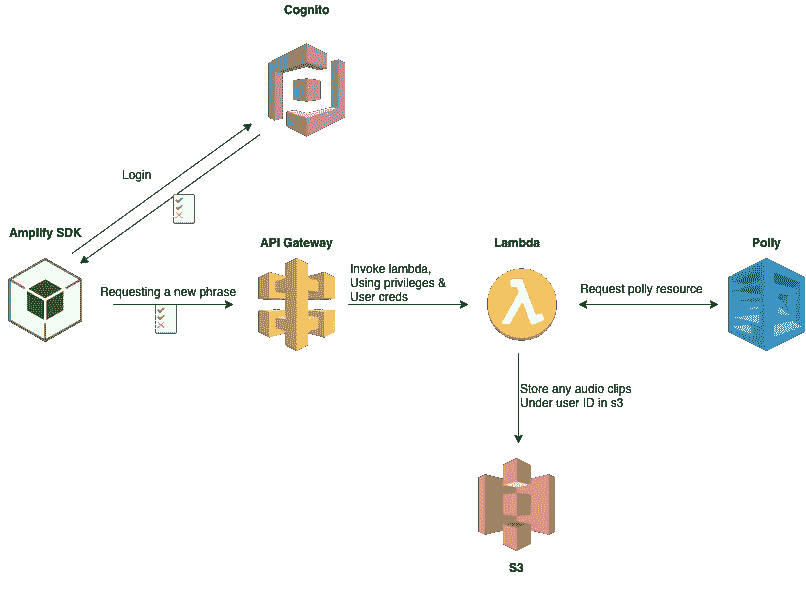 Cognito
Login
Amplify SDK
API Gateway
Lambda
Polly
Requesting a new phrase
Invoke lambda,
Using privileges &
User creds
Request polly resource
Store any audio clips
Under user ID in s3
S3